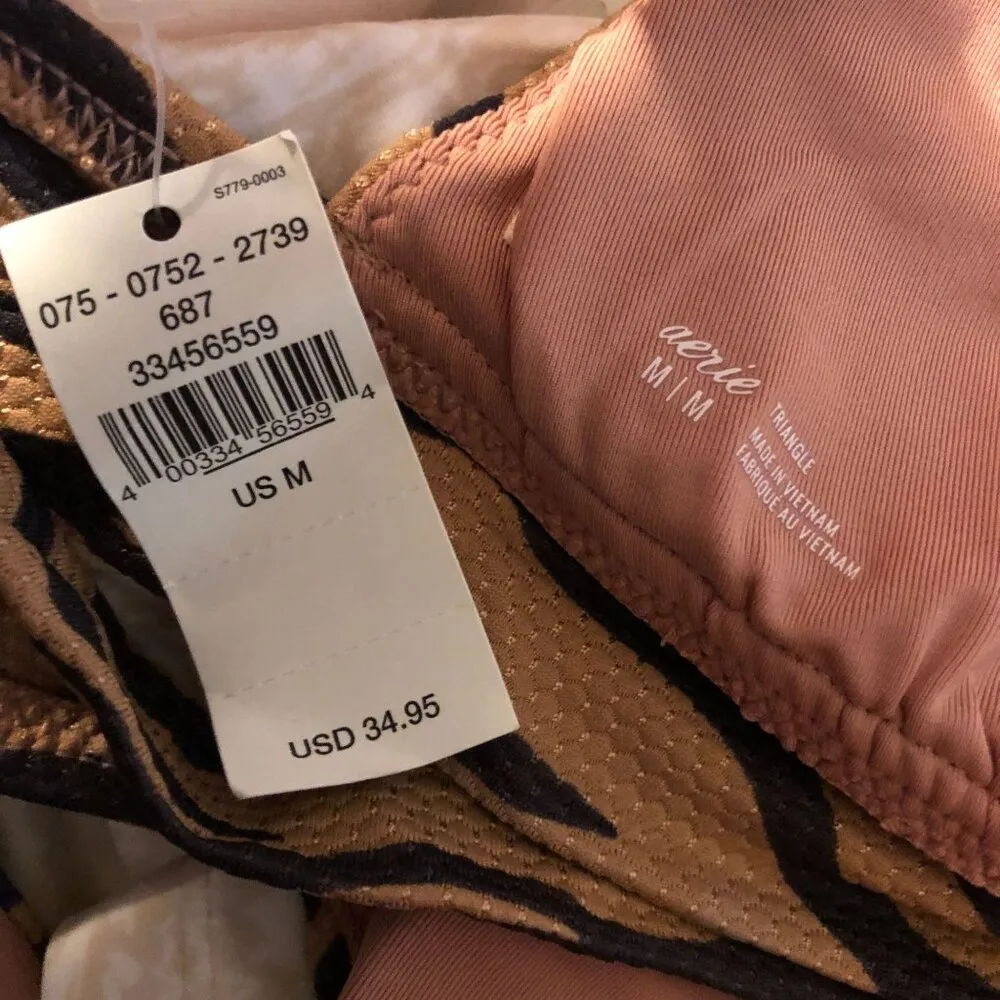 S779-0003
075 - 0752 - 2739
687
33456559
4 00334 56559 4
US M
USD 34.95
aerie
M | M
TRIANGLE
MADE IN VIETNAM
FABRIQUÉ AU VIETNAM